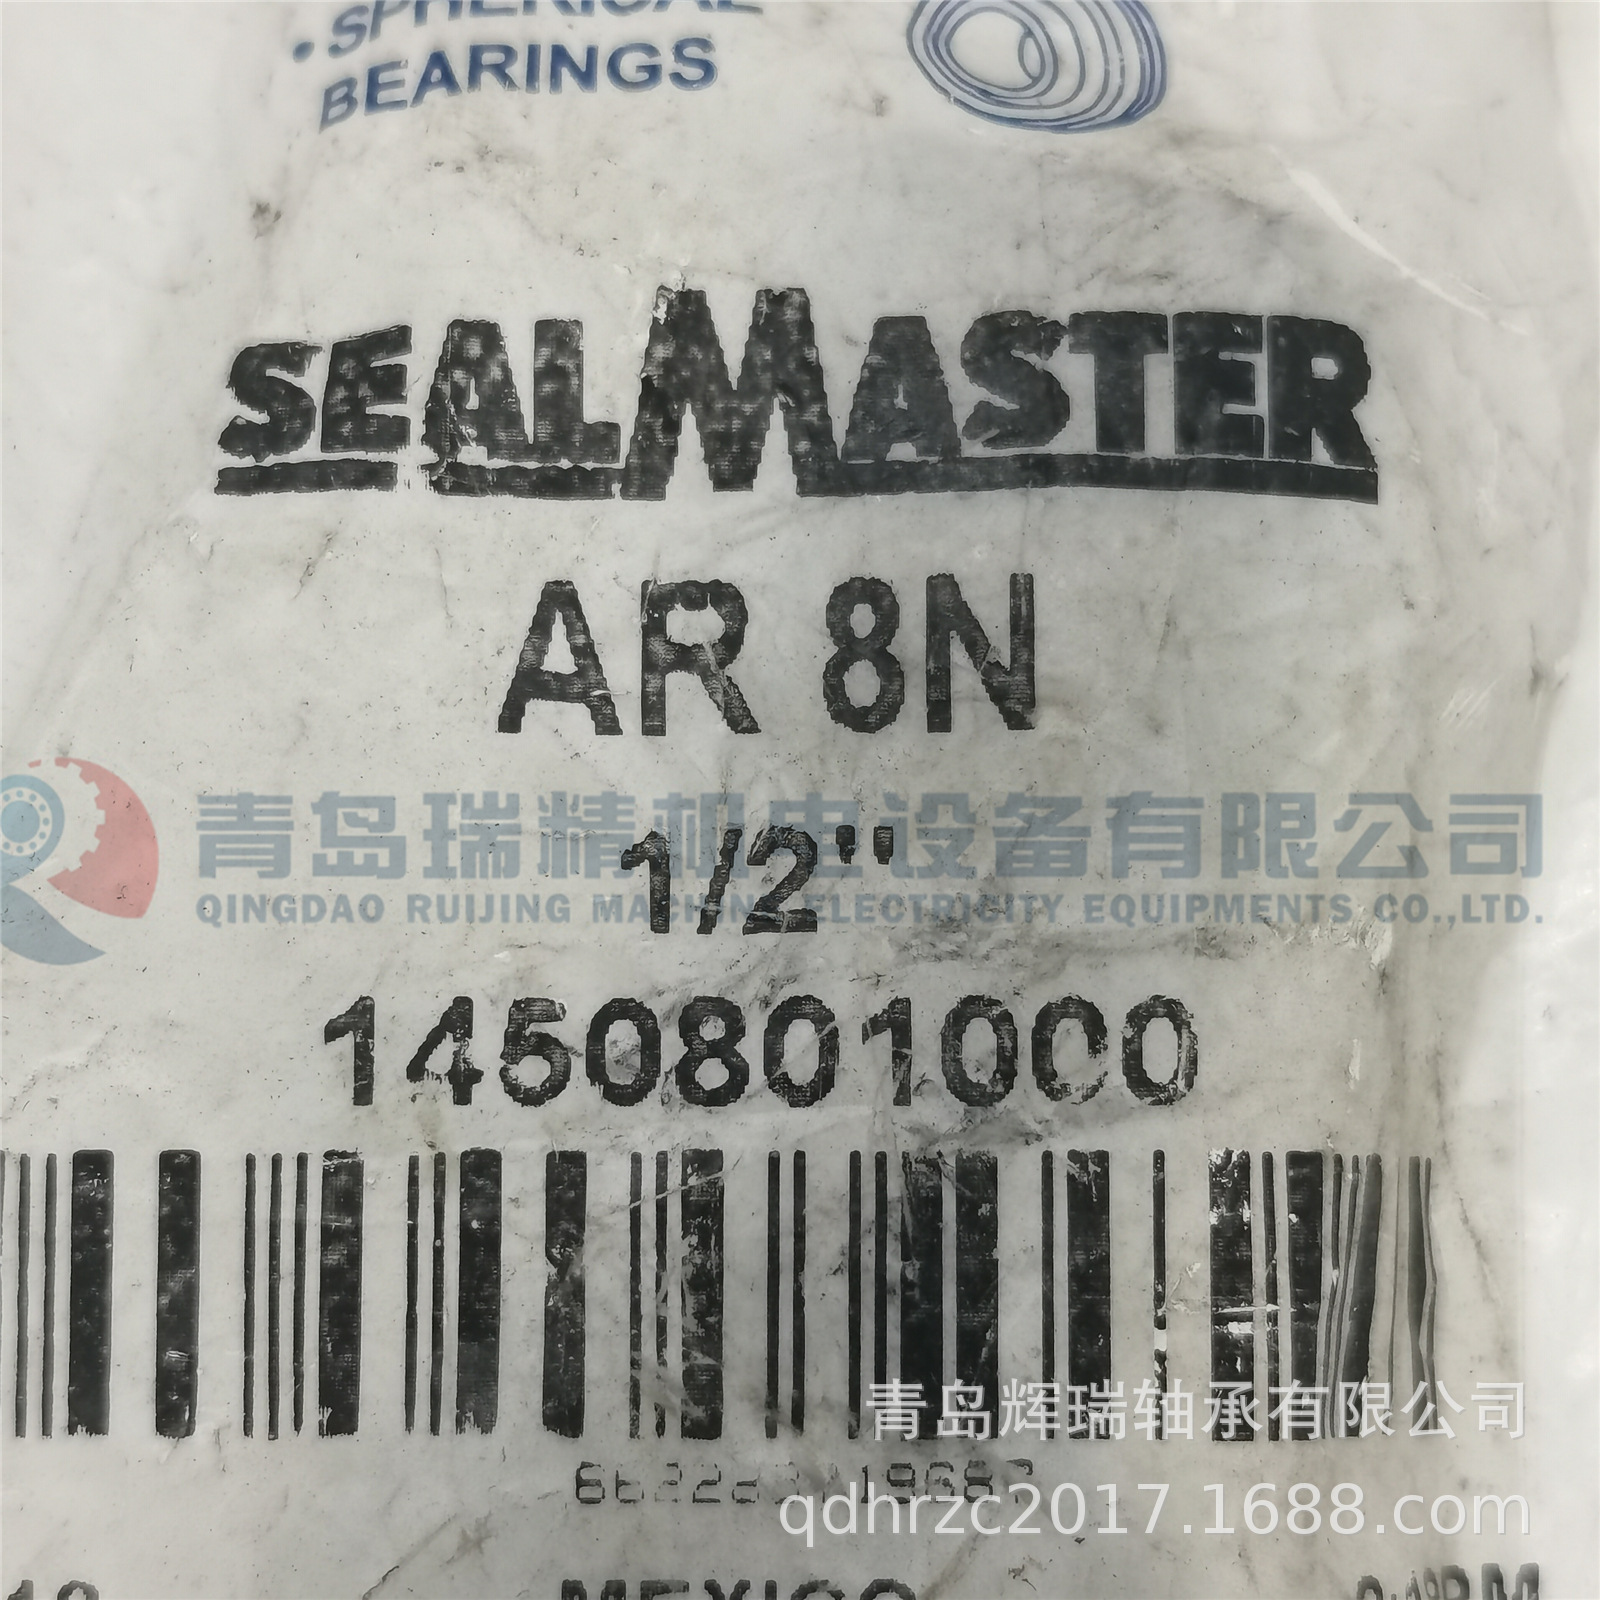 • SPHERICAL
BEARINGS
SEALMASTER
AR 8N
青岛瑞精机电设备有限公司
1/2"
QINGDAO RUIJING MACHINE ELECTRICITY EQUIPMENTS CO.,LTD.
1450801000
青岛辉瑞轴承有限公司
qdhrzc2017.1688.com
MEXICO